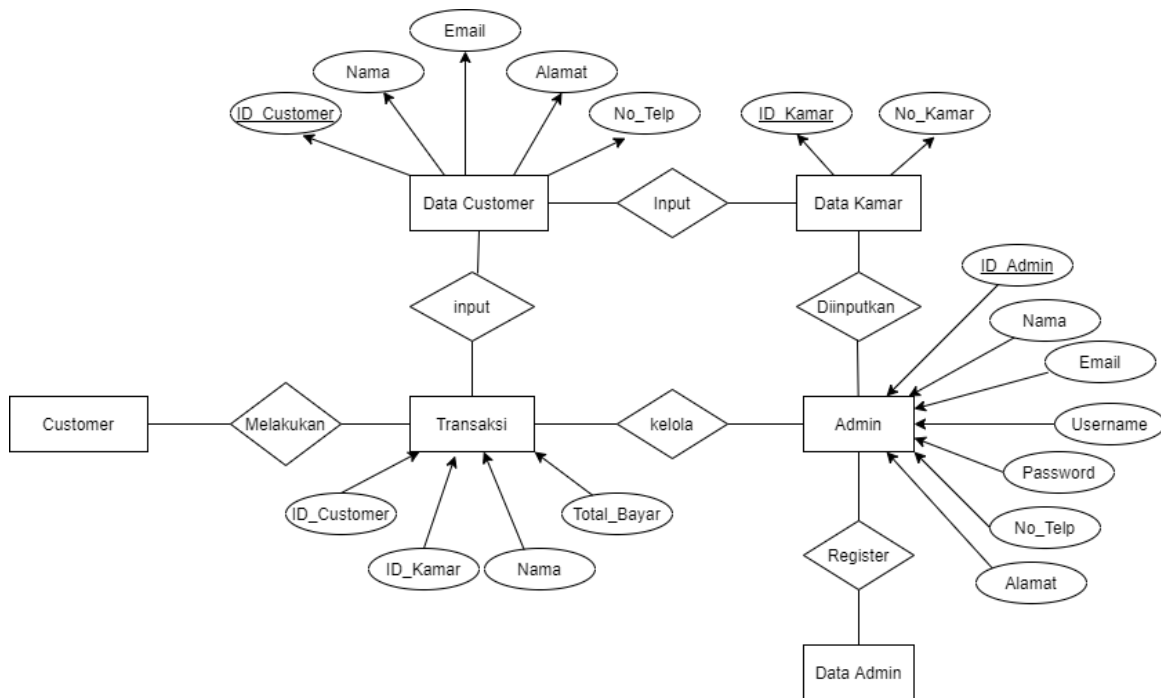 Email
Nama
Alamat
ID_Customer
No_Telp
ID_Kamar
No_Kamar
Data Customer
Input
Data Kamar
ID_Admin
input
Diinputkan
Nama
Email
Customer
Melakukan
Transaksi
kelola
Admin
Username
Password
ID_Customer
Total_Bayar
No_Telp
ID_Kamar
Nama
Register
Alamat
Data Admin